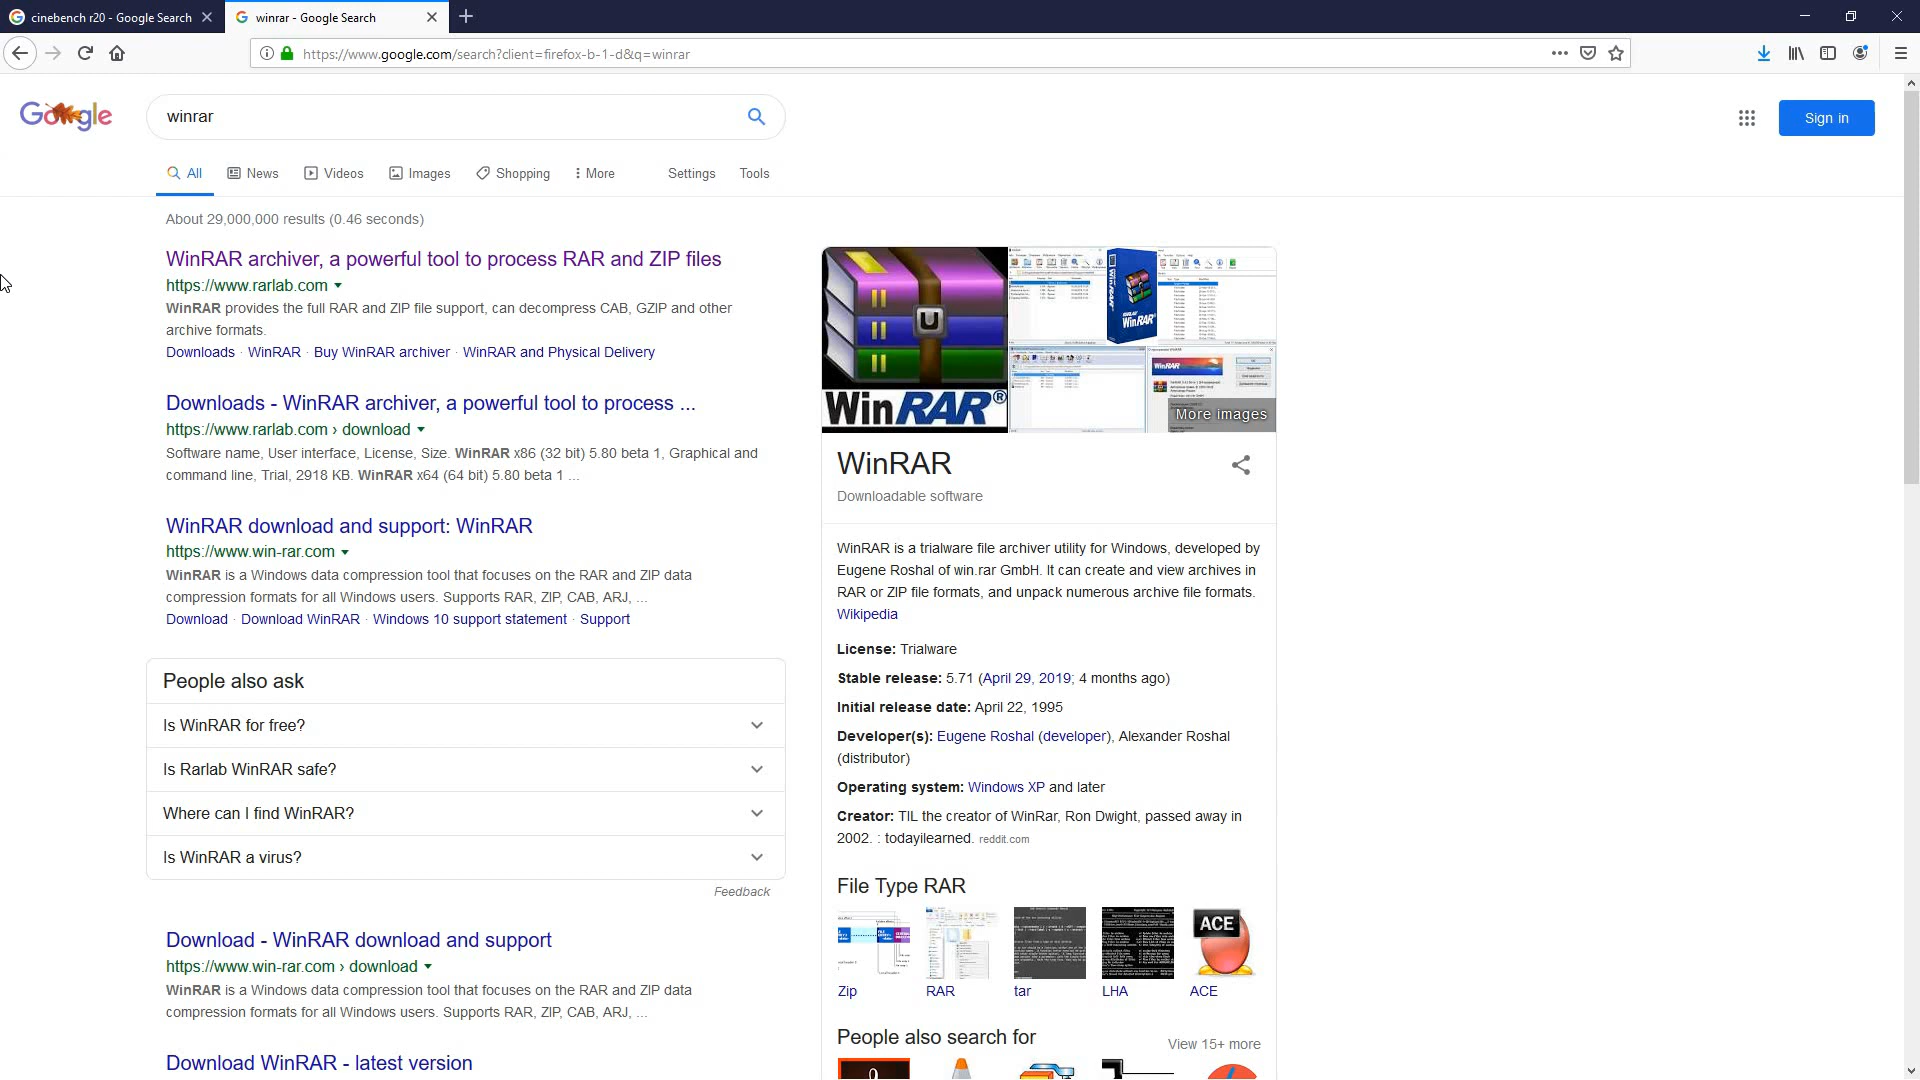 cinebench r20 - Google Search
winrar - Google Search
https://www.google.com/search?client=firefox-b-1-d&q=winrar
Google
winrar
Sign in
All
News
Videos
Images
Shopping
More
Settings
Tools
About 29,000,000 results (0.46 seconds)
WinRAR archiver, a powerful tool to process RAR and ZIP files
https://www.rarlab.com
WinRAR provides the full RAR and ZIP file support, can decompress CAB, GZIP and other
archive formats.
Downloads · WinRAR · Buy WinRAR archiver · WinRAR and Physical Delivery
Downloads - WinRAR archiver, a powerful tool to process ...
https://www.rarlab.com › download
Software name, User interface, License, Size. WinRAR x86 (32 bit) 5.80 beta 1, Graphical and
command line, Trial, 2918 KB. WinRAR x64 (64 bit) 5.80 beta 1 ...
WinRAR download and support: WinRAR
https://www.win-rar.com
WinRAR is a Windows data compression tool that focuses on the RAR and ZIP data
compression formats for all Windows users. Supports RAR, ZIP, CAB, ARJ, ...
Download · Download WinRAR · Windows 10 support statement · Support
People also ask
Is WinRAR for free?
Is Rarlab WinRAR safe?
Where can I find WinRAR?
Is WinRAR a virus?
Feedback
Download - WinRAR download and support
https://www.win-rar.com › download
WinRAR is a Windows data compression tool that focuses on the RAR and ZIP data
compression formats for all Windows users. Supports RAR, ZIP, CAB, ARJ, ...
Download WinRAR - latest version
WinRAR®
WinRAR
WinRAR
More images
WinRAR
Downloadable software
WinRAR is a trialware file archiver utility for Windows, developed by
Eugene Roshal of win.rar GmbH. It can create and view archives in
RAR or ZIP file formats, and unpack numerous archive file formats.
Wikipedia
License: Trialware
Stable release: 5.71 (April 29, 2019; 4 months ago)
Initial release date: April 22, 1995
Developer(s): Eugene Roshal (developer), Alexander Roshal
(distributor)
Operating system: Windows XP and later
Creator: TIL the creator of WinRar, Ron Dwight, passed away in
2002. : todayilearned. reddit.com
File Type RAR
ACE
Zip
RAR
tar
LHA
ACE
People also search for
View 15+ more